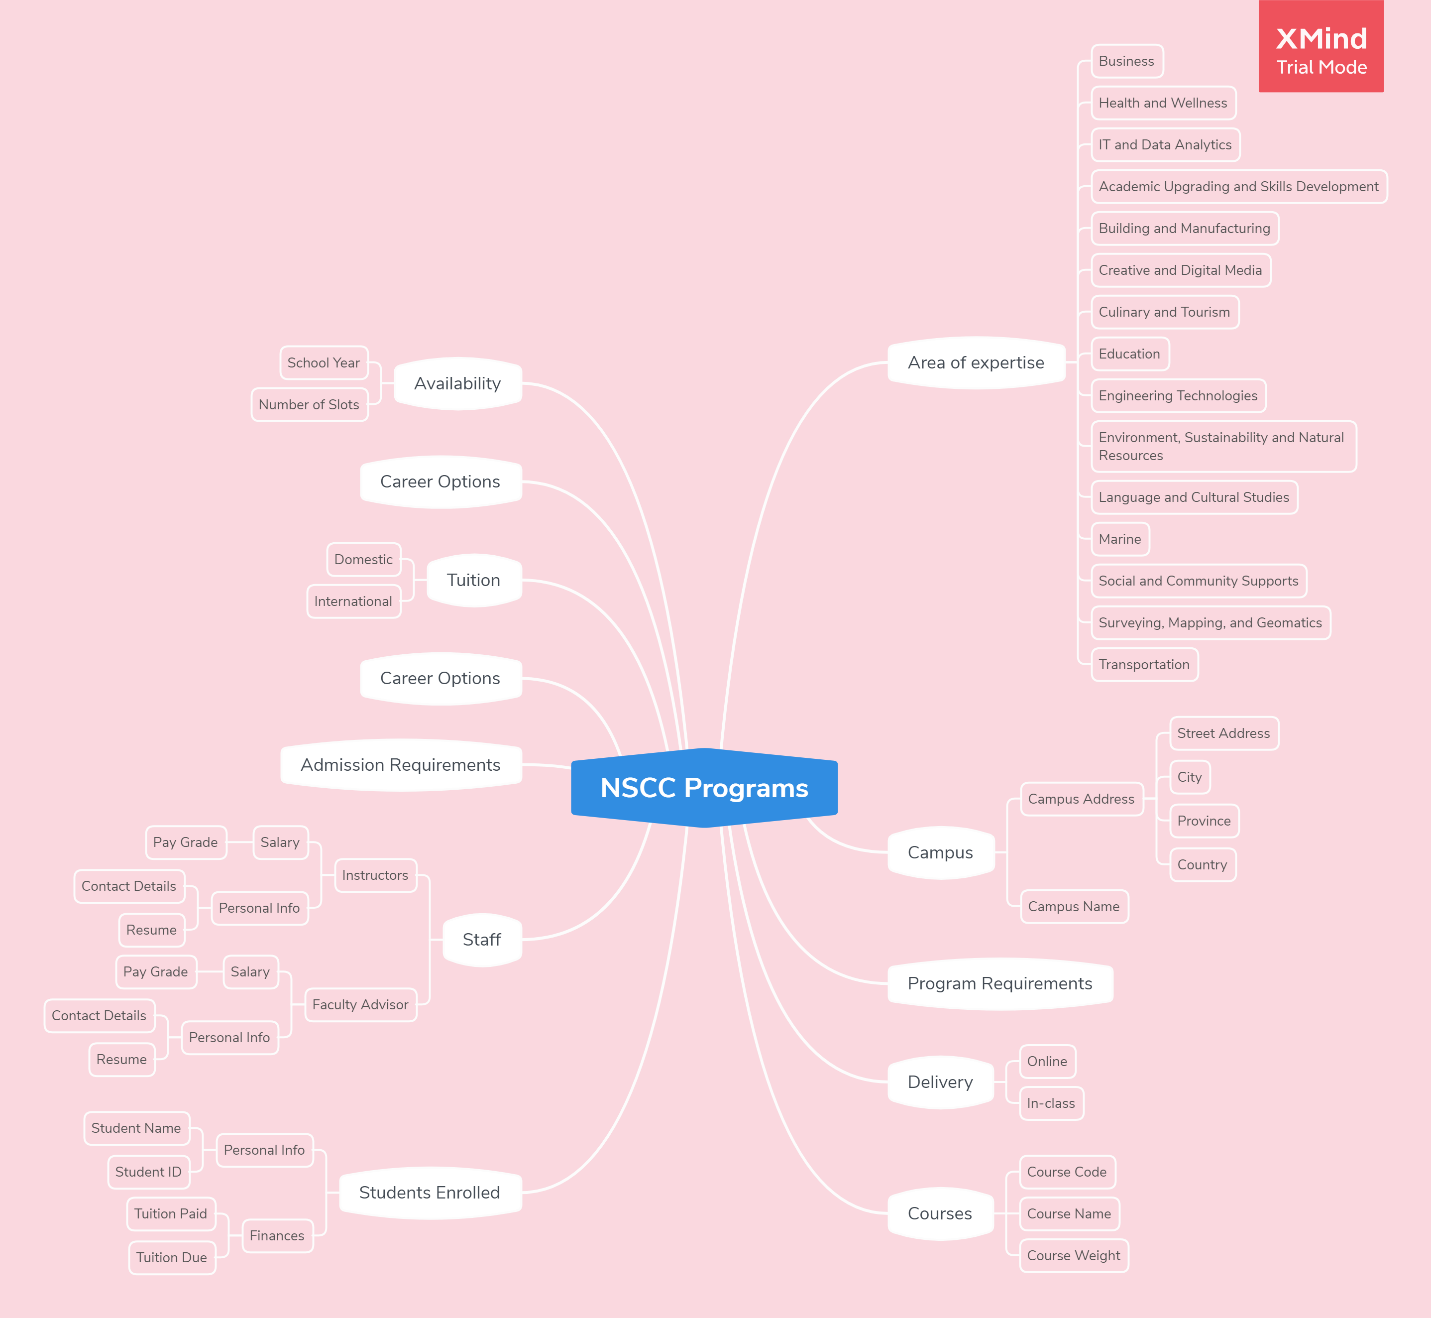 XMind
Trial Mode
NSCC Programs
Area of expertise
Business
Health and Wellness
IT and Data Analytics
Academic Upgrading and Skills Development
Building and Manufacturing
Creative and Digital Media
Culinary and Tourism
Education
Engineering Technologies
Environment, Sustainability and Natural
Resources
Language and Cultural Studies
Marine
Social and Community Supports
Surveying, Mapping, and Geomatics
Transportation
Campus
Campus Address
Street Address
City
Province
Country
Campus Name
Program Requirements
Delivery
Online
In-class
Courses
Course Code
Course Name
Course Weight
Availability
School Year
Number of Slots
Career Options
Tuition
Domestic
International
Career Options
Admission Requirements
Staff
Instructors
Salary
Pay Grade
Personal Info
Contact Details
Resume
Faculty Advisor
Salary
Pay Grade
Personal Info
Contact Details
Resume
Students Enrolled
Personal Info
Student Name
Student ID
Finances
Tuition Paid
Tuition Due